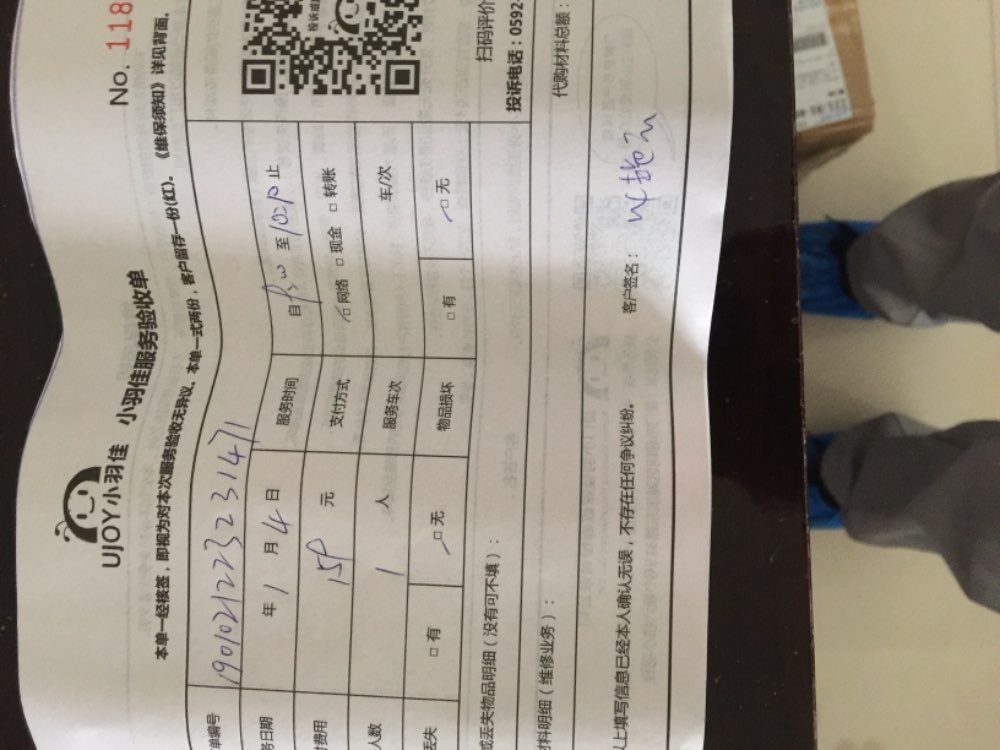 No. 118
UJOY小羽佳 小羽佳服务验收单
本单一经核签，即视为对本次服务验收无异议。本单一式两份，客户留存一份(红)。《维保须知》详见背面。
单编号 190102122323231471
务日期 年 1 月 4 日 服务时间 自 至 10:10 止
费用 159 元 支付方式 □网络 □现金 □转账
人数 1 人 服务车次 车/次
丢失 □有 □无 物品损坏 □有 □无
扫码评价
投诉电话：0592-
或丢失物品明细（没有可不填）：
材料明细（维修业务）： 代购材料总额：
以上填写信息已经本人确认无误，不存在任何争议纠纷。 客户签名：